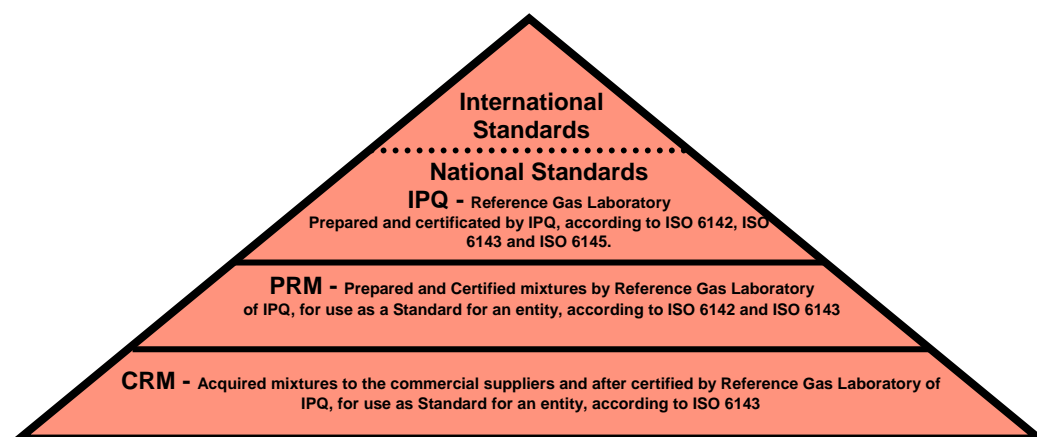 International
Standards
National Standards
IPQ - Reference Gas Laboratory
Prepared and certificated by IPQ, according to ISO 6142, ISO
6143 and ISO 6145.
PRM - Prepared and Certified mixtures by Reference Gas Laboratory
of IPQ, for use as a Standard for an entity, according to ISO 6142 and ISO 6143
CRM - Acquired mixtures to the commercial suppliers and after certified by Reference Gas Laboratory of
IPQ, for use as Standard for an entity, according to ISO 6143